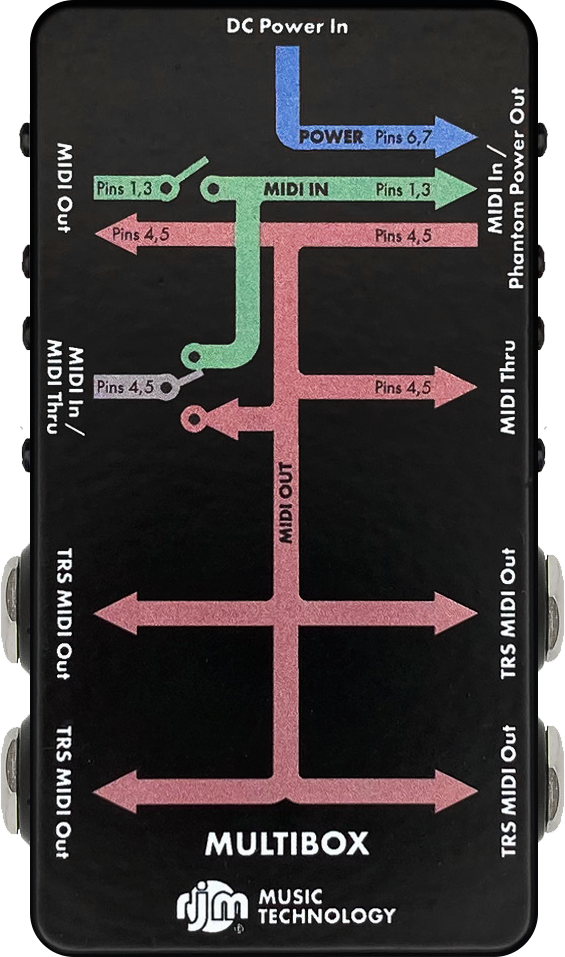 DC Power In
POWER Pins 6,7
MIDI In /
Phantom Power Out
MIDI Out
Pins 1,3
MIDI IN
Pins 1,3
Pins 4,5
Pins 4,5
MIDI In /
MIDI Thru
Pins 4,5
Pins 4,5
MIDI Thru
MIDI OUT
TRS MIDI Out
TRS MIDI Out
TRS MIDI Out
TRS MIDI Out
MULTIBOX
rjm MUSIC
TECHNOLOGY